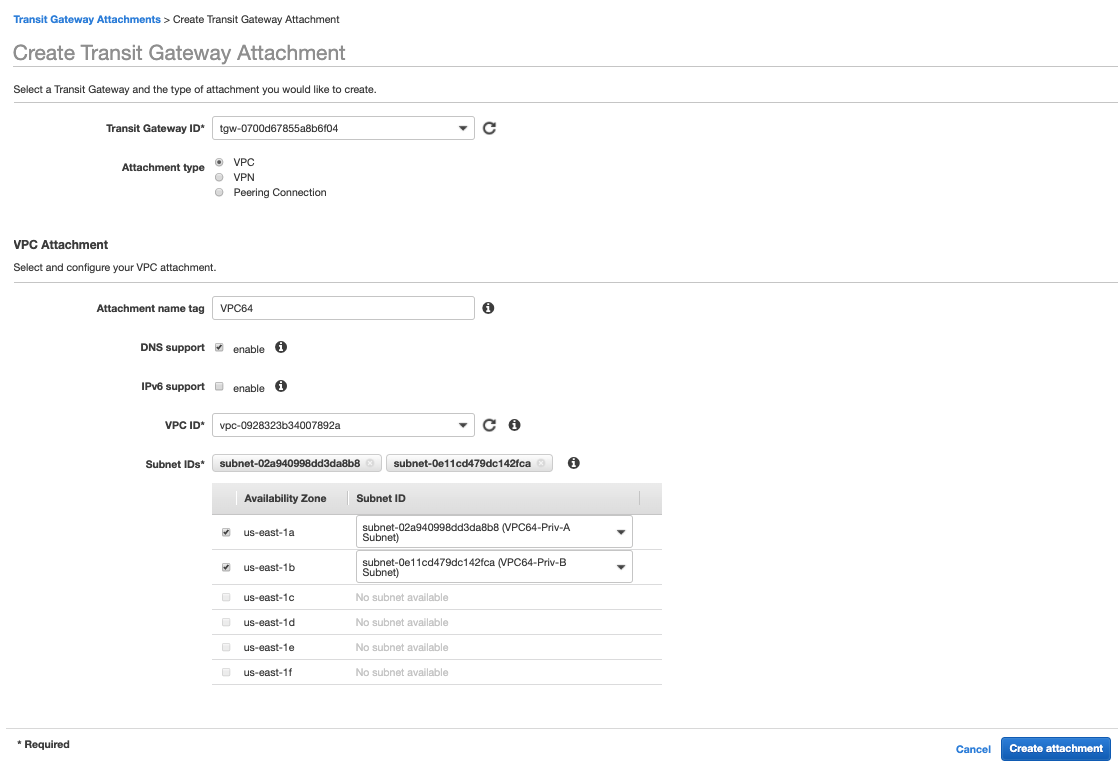 Transit Gateway Attachments > Create Transit Gateway Attachment
Create Transit Gateway Attachment
Select a Transit Gateway and the type of attachment you would like to create.
Transit Gateway ID* tgw-0700d67855a8b6f04
Attachment type VPC
VPN
Peering Connection
VPC Attachment
Select and configure your VPC attachment.
Attachment name tag VPC64
DNS support enable
IPv6 support enable
VPC ID* vpc-0928323b34007892a
Subnet IDs* subnet-02a940998dd3da8b8 subnet-0e11cd479dc142fca
Availability Zone Subnet ID
us-east-1a subnet-02a940998dd3da8b8 (VPC64-Priv-A
Subnet)
us-east-1b subnet-0e11cd479dc142fca (VPC64-Priv-B
Subnet)
us-east-1c No subnet available
us-east-1d No subnet available
us-east-1e No subnet available
us-east-1f No subnet available
* Required
Cancel Create attachment